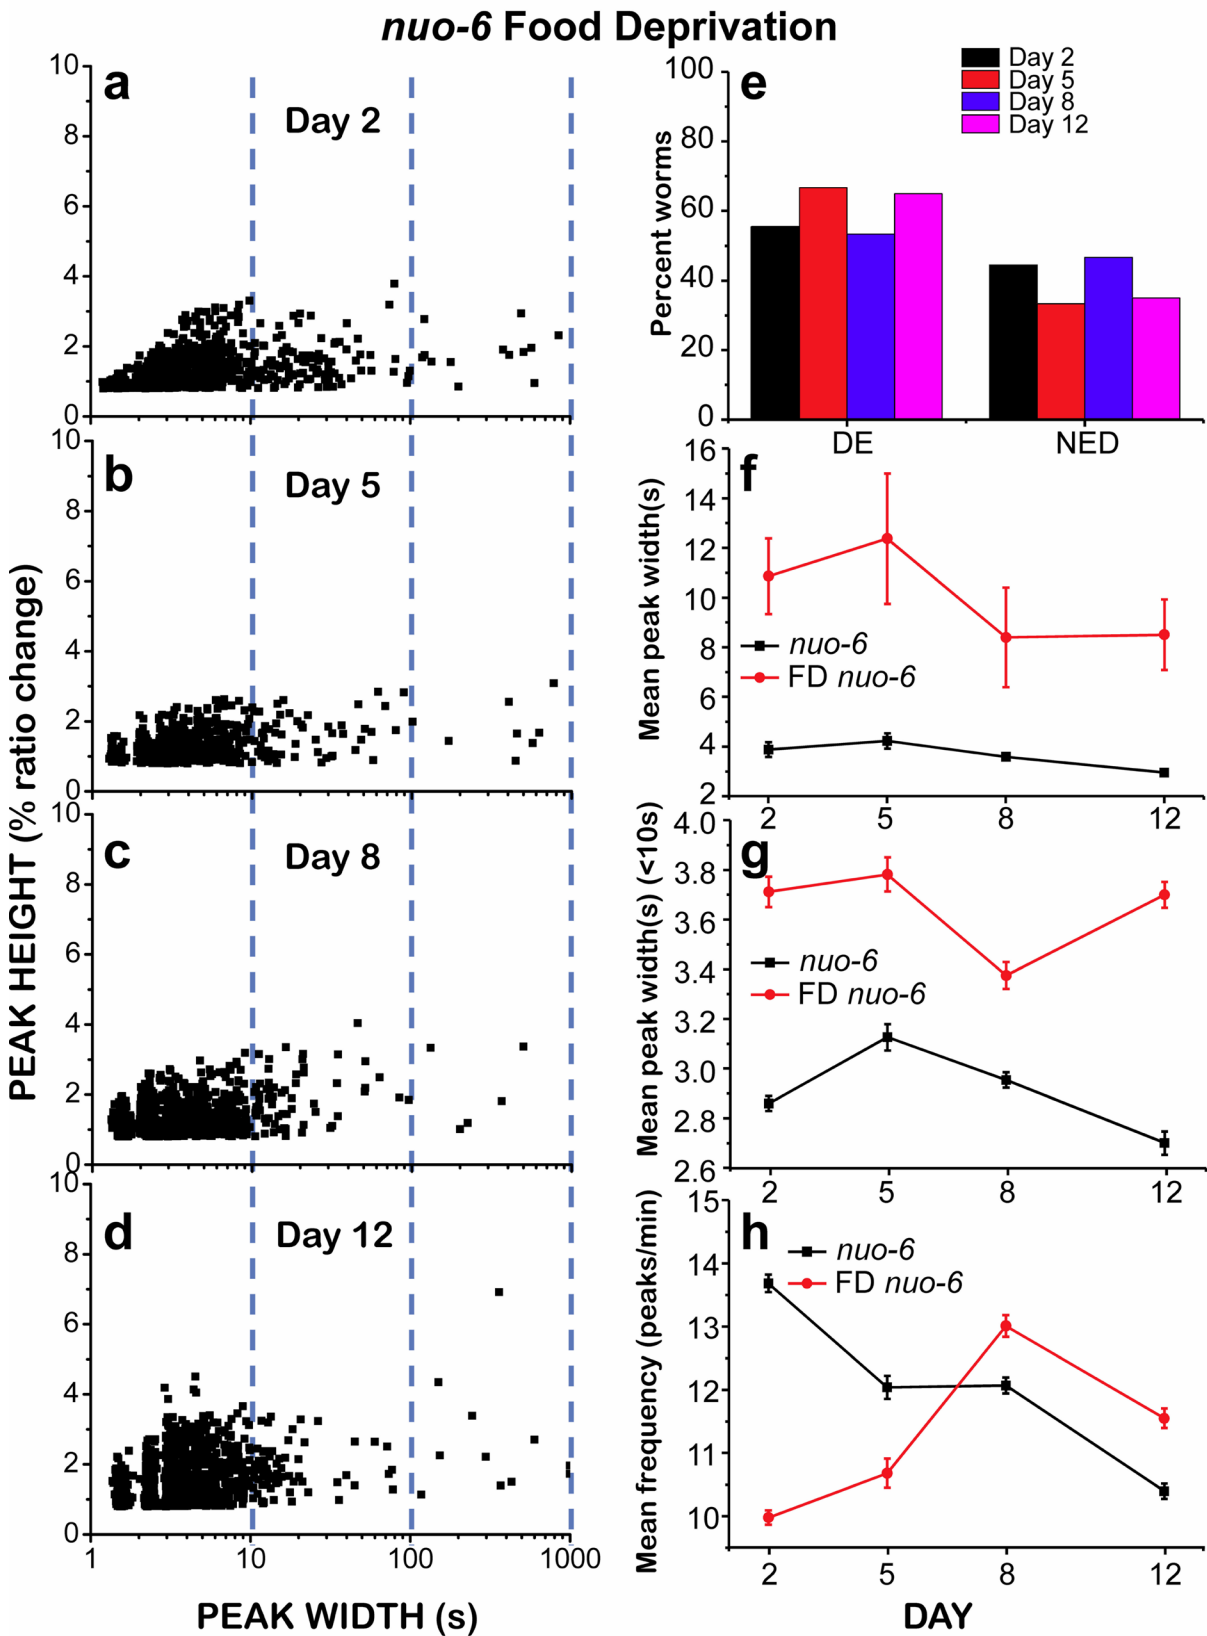 nuo-6 Food Deprivation
PEAK HEIGHT (% ratio change)
a
Day 2
10
8
6
4
2
0
b
Day 5
10
8
6
4
2
0
c
Day 8
10
8
6
4
2
0
d
Day 12
10
8
6
4
2
0
1 10 100 1000
PEAK WIDTH (s)
e
Day 2
Day 5
Day 8
Day 12
Percent worms
100
80
60
40
20
0
DE NED
f
Mean peak width(s)
16
14
12
10
8
6
4
2
nuo-6
FD nuo-6
2 5 8 12
g
Mean peak width(s) (<10s)
4.0
3.8
3.6
3.4
3.2
3.0
2.8
2.6
nuo-6
FD nuo-6
2 5 8 12
h
Mean frequency (peaks/min)
15
14
13
12
11
10
nuo-6
FD nuo-6
2 5 8 12
DAY